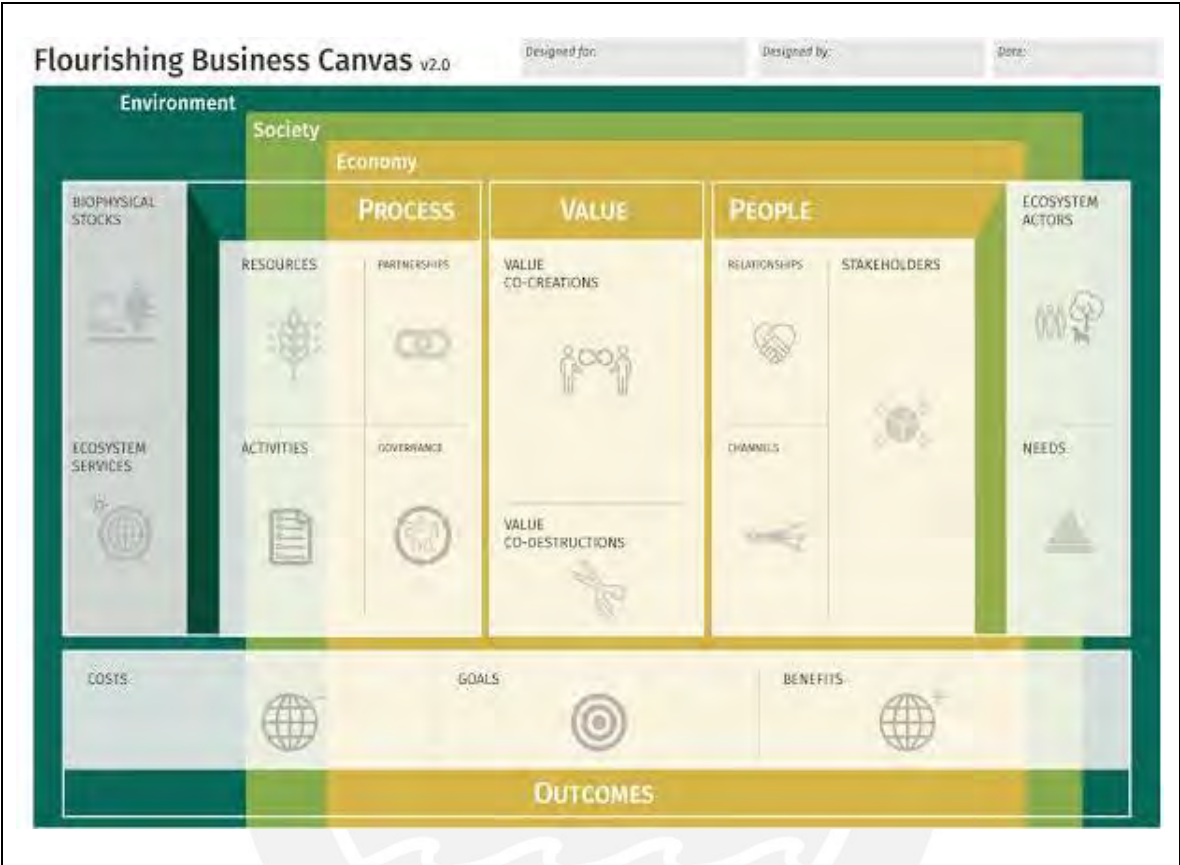 Flourishing Business Canvas v2.0
Designed for:
Designed by:
Date:
Environment
Society
Economy
BIOPHYSICAL
STOCKS
PROCESS
VALUE
PEOPLE
ECOSYSTEM
ACTORS
RESOURCES
PARTNERSHIPS
VALUE
CO-CREATIONS
RELATIONSHIPS
STAKEHOLDERS
ECOSYSTEM
SERVICES
ACTIVITIES
GOVERNANCE
CHANNELS
NEEDS
VALUE
CO-DESTRUCTIONS
COSTS
GOALS
BENEFITS
OUTCOMES